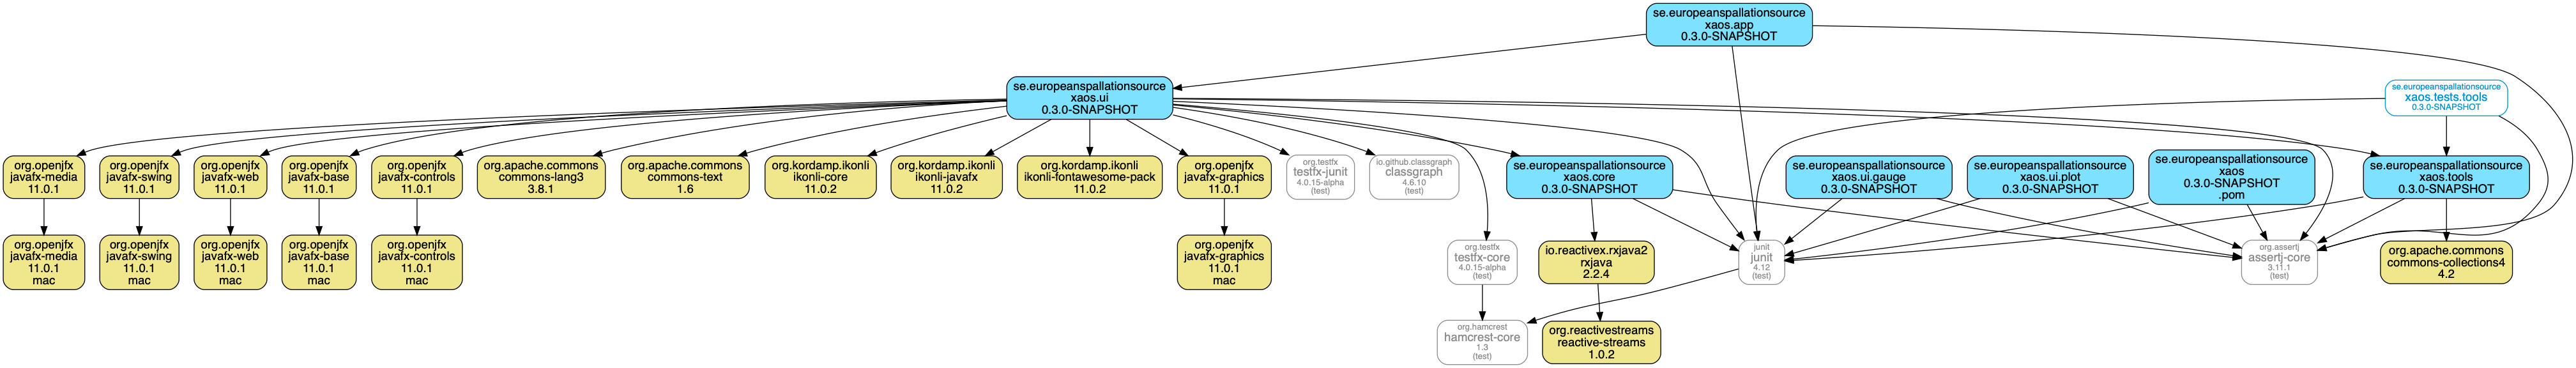 se.europeanspallationsource
xaos.app
0.3.0-SNAPSHOT
se.europeanspallationsource
xaos.ui
0.3.0-SNAPSHOT
se.europeanspallationsource
xaos.tests.tools
0.3.0-SNAPSHOT
org.openjfx
javafx-media
11.0.1
org.openjfx
javafx-swing
11.0.1
org.openjfx
javafx-web
11.0.1
org.openjfx
javafx-base
11.0.1
org.openjfx
javafx-controls
11.0.1
org.apache.commons
commons-lang3
3.8.1
org.apache.commons
commons-text
1.6
org.kordamp.ikonli
ikonli-core
11.0.2
org.kordamp.ikonli
ikonli-javafx
11.0.2
org.kordamp.ikonli
ikonli-fontawesome-pack
11.0.2
org.openjfx
javafx-graphics
11.0.1
org.testfx
testfx-junit
4.0.15-alpha
(test)
io.github.classgraph
classgraph
4.6.10
(test)
se.europeanspallationsource
xaos.core
0.3.0-SNAPSHOT
se.europeanspallationsource
xaos.ui.gauge
0.3.0-SNAPSHOT
se.europeanspallationsource
xaos.ui.plot
0.3.0-SNAPSHOT
se.europeanspallationsource
xaos
0.3.0-SNAPSHOT
.pom
se.europeanspallationsource
xaos.tools
0.3.0-SNAPSHOT
org.openjfx
javafx-media
11.0.1
mac
org.openjfx
javafx-swing
11.0.1
mac
org.openjfx
javafx-web
11.0.1
mac
org.openjfx
javafx-base
11.0.1
mac
org.openjfx
javafx-controls
11.0.1
mac
org.openjfx
javafx-graphics
11.0.1
mac
org.testfx
testfx-core
4.0.15-alpha
(test)
io.reactivex.rxjava2
rxjava
2.2.4
junit
junit
4.12
(test)
org.assertj
assertj-core
3.11.1
(test)
org.apache.commons
commons-collections4
4.2
org.hamcrest
hamcrest-core
1.3
(test)
org.reactivestreams
reactive-streams
1.0.2